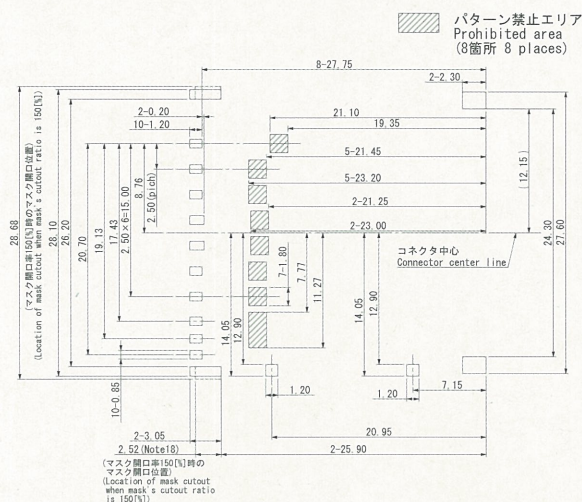 パターン禁止エリア
Prohibited area
(8箇所 8 places)
8-27.75
2-2.30
2-0.20
10-1.20
21.10
19.35
5-21.45
5-23.20
2-21.25
2-23.00
コネクタ中心
Connector center line
28.68
(マスク開口率150[%]時のマスク開口位置)
(Location of mask cutout when mask's cutout ratio is 150[%])
28.10
26.20
20.70
19.13
17.43
2.50×6=15.00
2.50(pich)
8.76
(12.15)
24.30
27.60
14.05
12.90
7-1.80
7.77
11.27
14.05
12.90
10-0.85
1.20
1.20
7.15
20.95
2-3.05
2.52(Note18)
2-25.90
(マスク開口率150[%]時の
マスク開口位置)
(Location of mask cutout
when mask's cutout ratio
is 150[%])